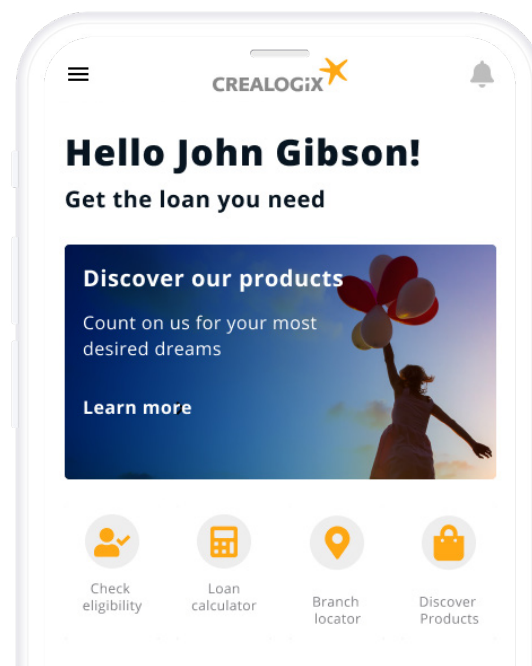 CREALOGiX
Hello John Gibson!
Get the loan you need
Discover our products
Count on us for your most
desired dreams
Learn more
Check
eligibility
Loan
calculator
Branch
locator
Discover
Products